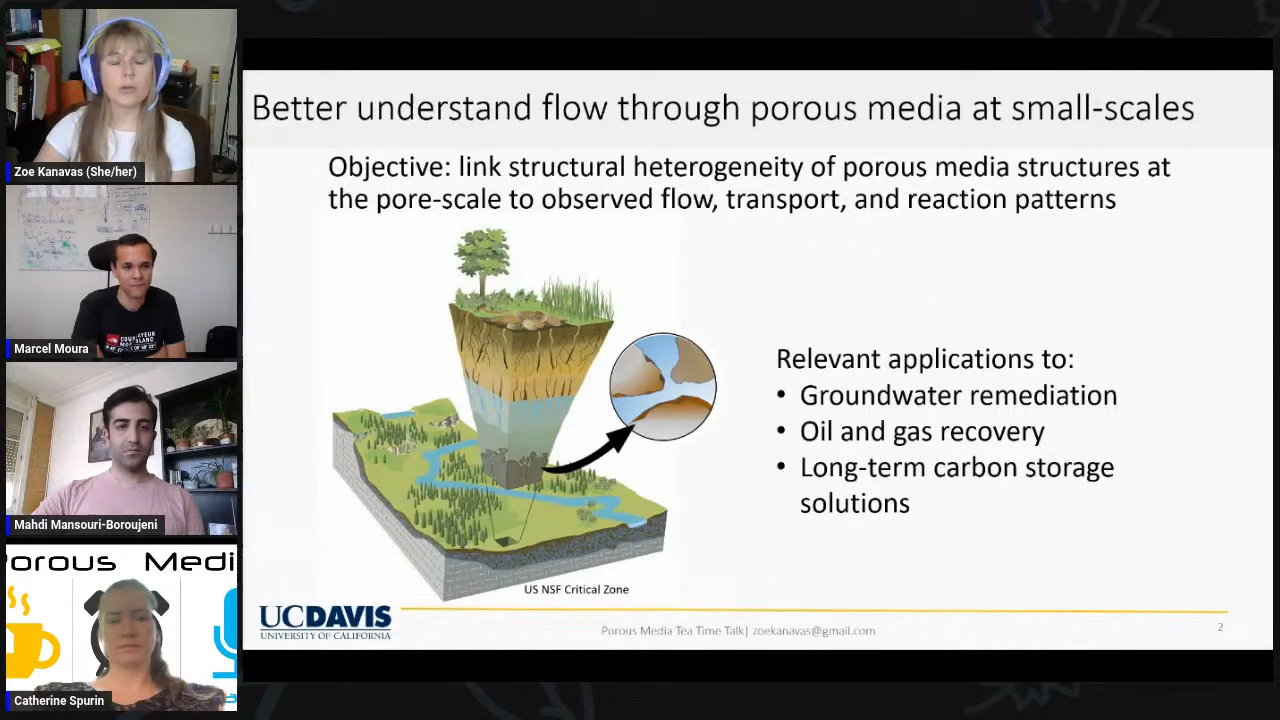 Zoe Kanavas (She/her)
Marcel Moura
Mahdi Mansouri-Boroujeni
Porous Medi
Catherine Spurin
Better understand flow through porous media at small-scales
Objective: link structural heterogeneity of porous media structures at
the pore-scale to observed flow, transport, and reaction patterns
Relevant applications to:
• Groundwater remediation
• Oil and gas recovery
• Long-term carbon storage
solutions
US NSF Critical Zone
UCDAVIS
UNIVERSITY OF CALIFORNIA
Porous Media Tea Time Talk| zoekanavas@gmail.com
2